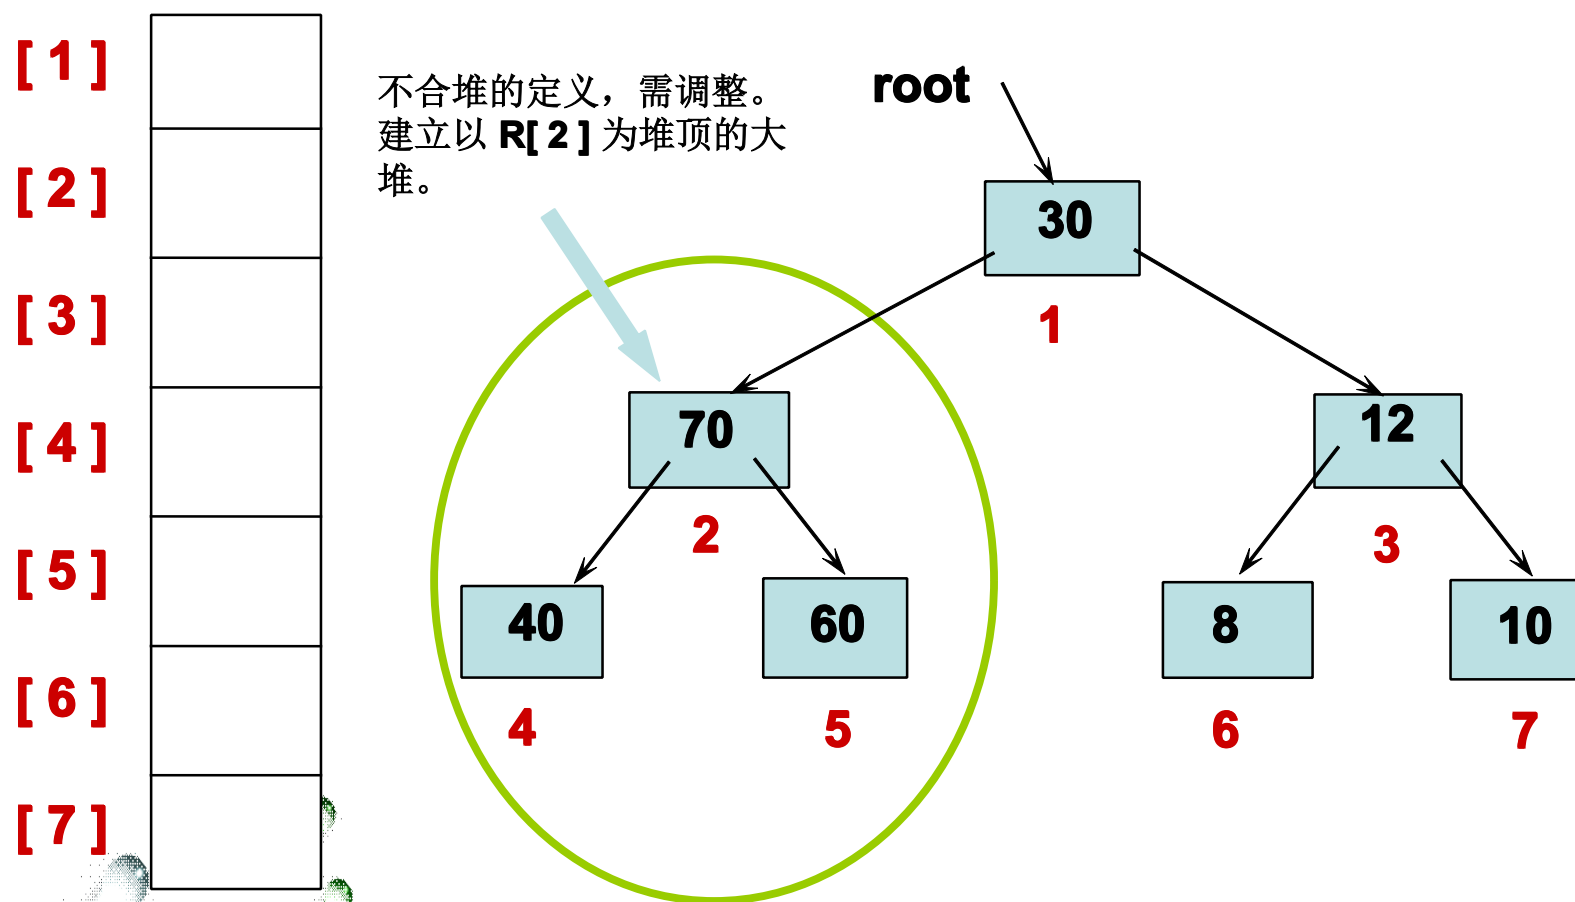 [ 1 ]
[ 2 ]
[ 3 ]
[ 4 ]
[ 5 ]
[ 6 ]
[ 7 ]
不合堆的定义，需调整。
建立以 R[ 2 ] 为堆顶的大
堆。
root
30
1
70
12
2
3
40
60
8
10
4
5
6
7